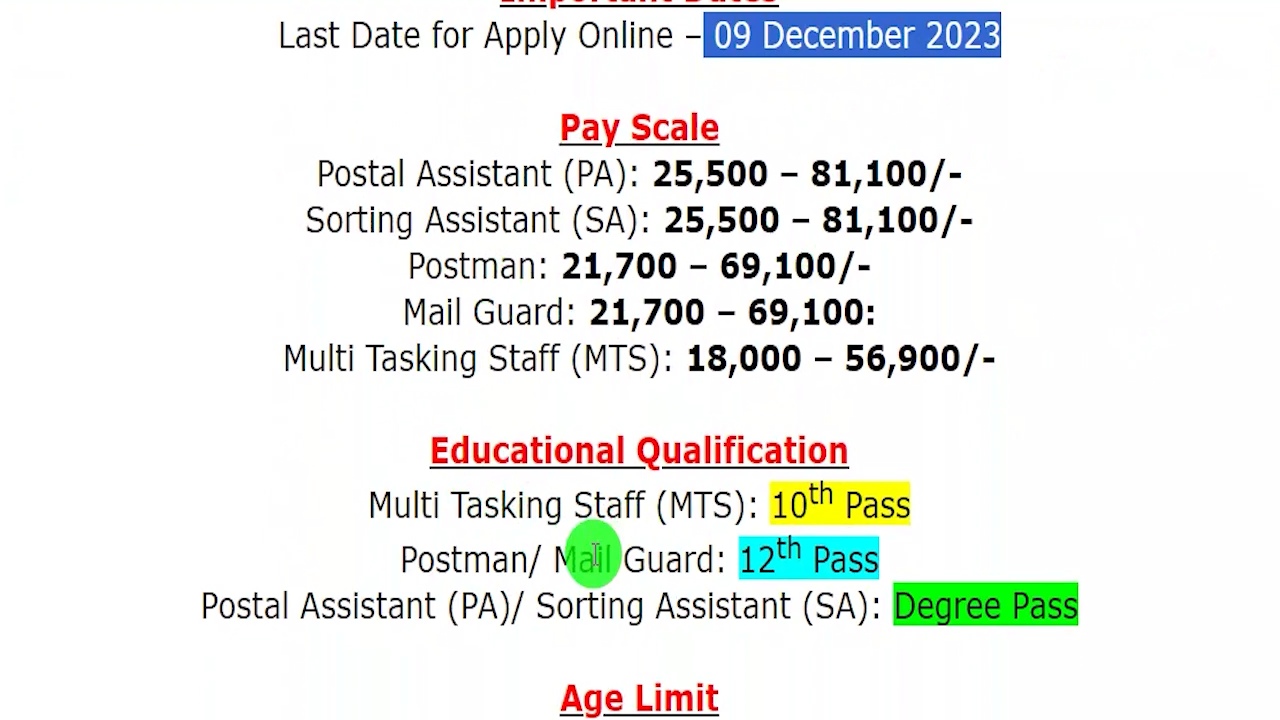 Important Dates
Last Date for Apply Online – 09 December 2023
Pay Scale
Postal Assistant (PA): 25,500 – 81,100/-
Sorting Assistant (SA): 25,500 – 81,100/-
Postman: 21,700 – 69,100/-
Mail Guard: 21,700 – 69,100:
Multi Tasking Staff (MTS): 18,000 – 56,900/-
Educational Qualification
Multi Tasking Staff (MTS): 10th Pass
Postman/ Mail Guard: 12th Pass
Postal Assistant (PA)/ Sorting Assistant (SA): Degree Pass
Age Limit